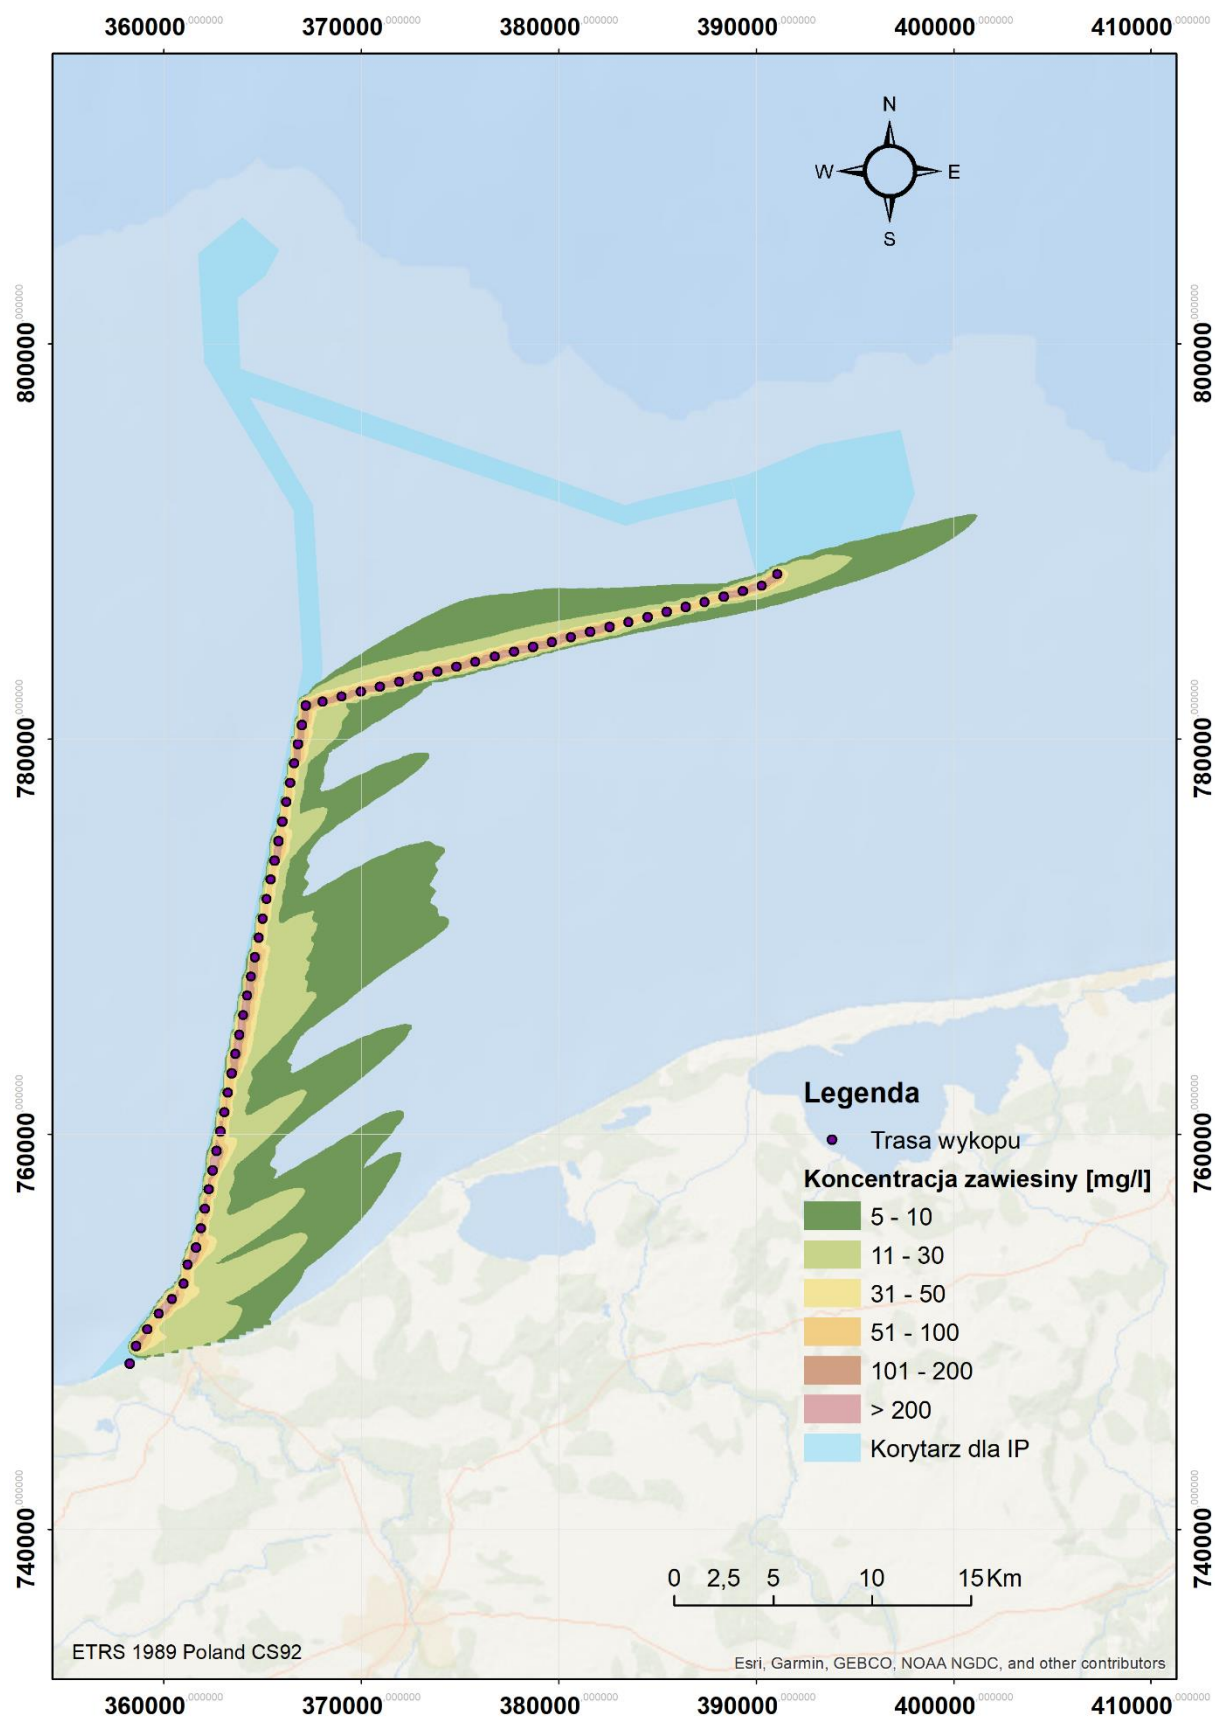 360000,000000 370000,000000 380000,000000 390000,000000 400000,000000 410000,000000
N
W E
S
800000,000000 800000,000000
780000,000000 780000,000000
760000,000000 760000,000000
740000,000000 740000,000000
Legenda
Trasa wykopu
Koncentracja zawiesiny [mg/l]
5 - 10
11 - 30
31 - 50
51 - 100
101 - 200
> 200
Korytarz dla IP
0 2,5 5 10 15 Km
ETRS 1989 Poland CS92
Esri, Garmin, GEBCO, NOAA NGDC, and other contributors
360000,000000 370000,000000 380000,000000 390000,000000 400000,000000 410000,000000